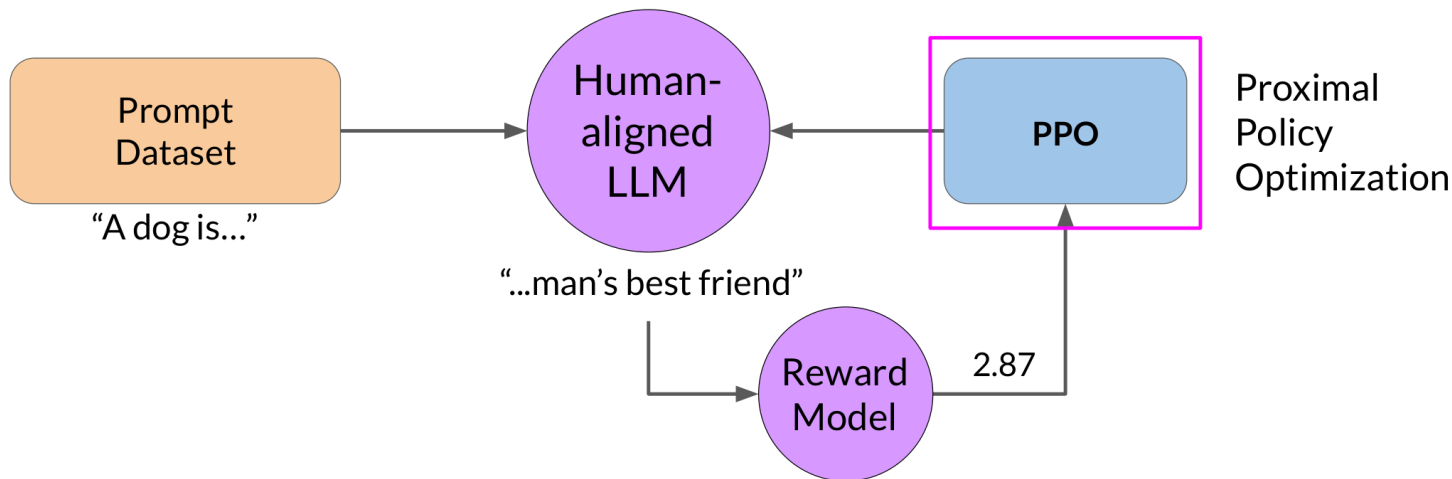 Prompt
Dataset
“A dog is...”
Human-
aligned
LLM
“...man’s best friend”
Reward
Model
2.87
PPO
Proximal
Policy
Optimization